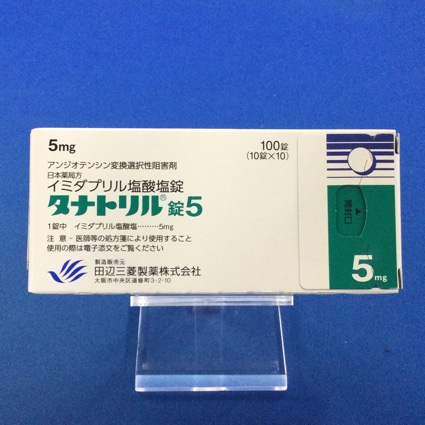 5mg
100錠
(10錠×10)
アンジオテンシン変換選択性阻害剤
日本薬局方
イミダプリル塩酸塩錠
タナトリル®錠5
1錠中 イミダプリル塩酸塩………5mg
注 意-医師等の処方箋により使用すること
使用の際は電子添文をご覧ください
製造販売元
田辺三菱製薬株式会社
大阪市中央区道修町3-2-10
開封口
5mg